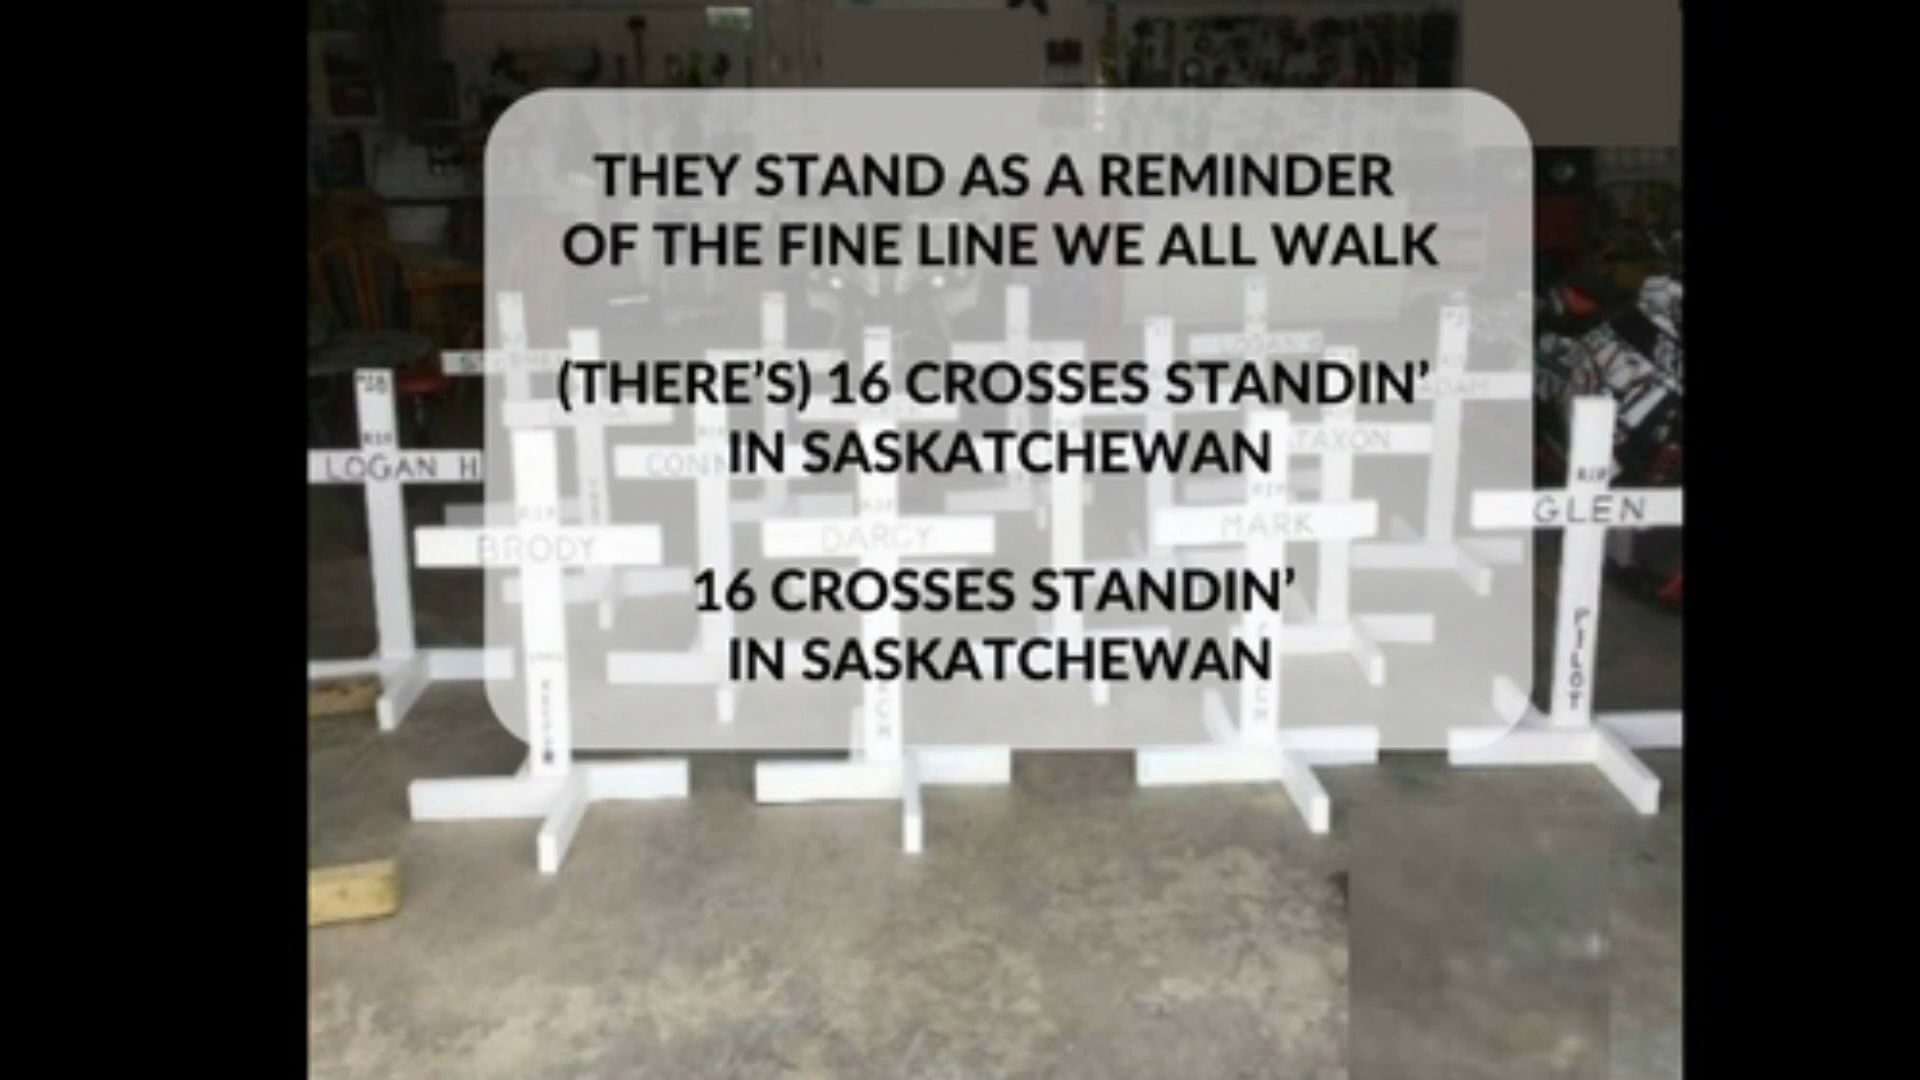 THEY STAND AS A REMINDER
OF THE FINE LINE WE ALL WALK
(THERE'S) 16 CROSSES STANDIN'
IN SASKATCHEWAN
16 CROSSES STANDIN'
IN SASKATCHEWAN
LOGAN H
BRODY
DARCY
MARK
TAXON
GLEN
PILOT